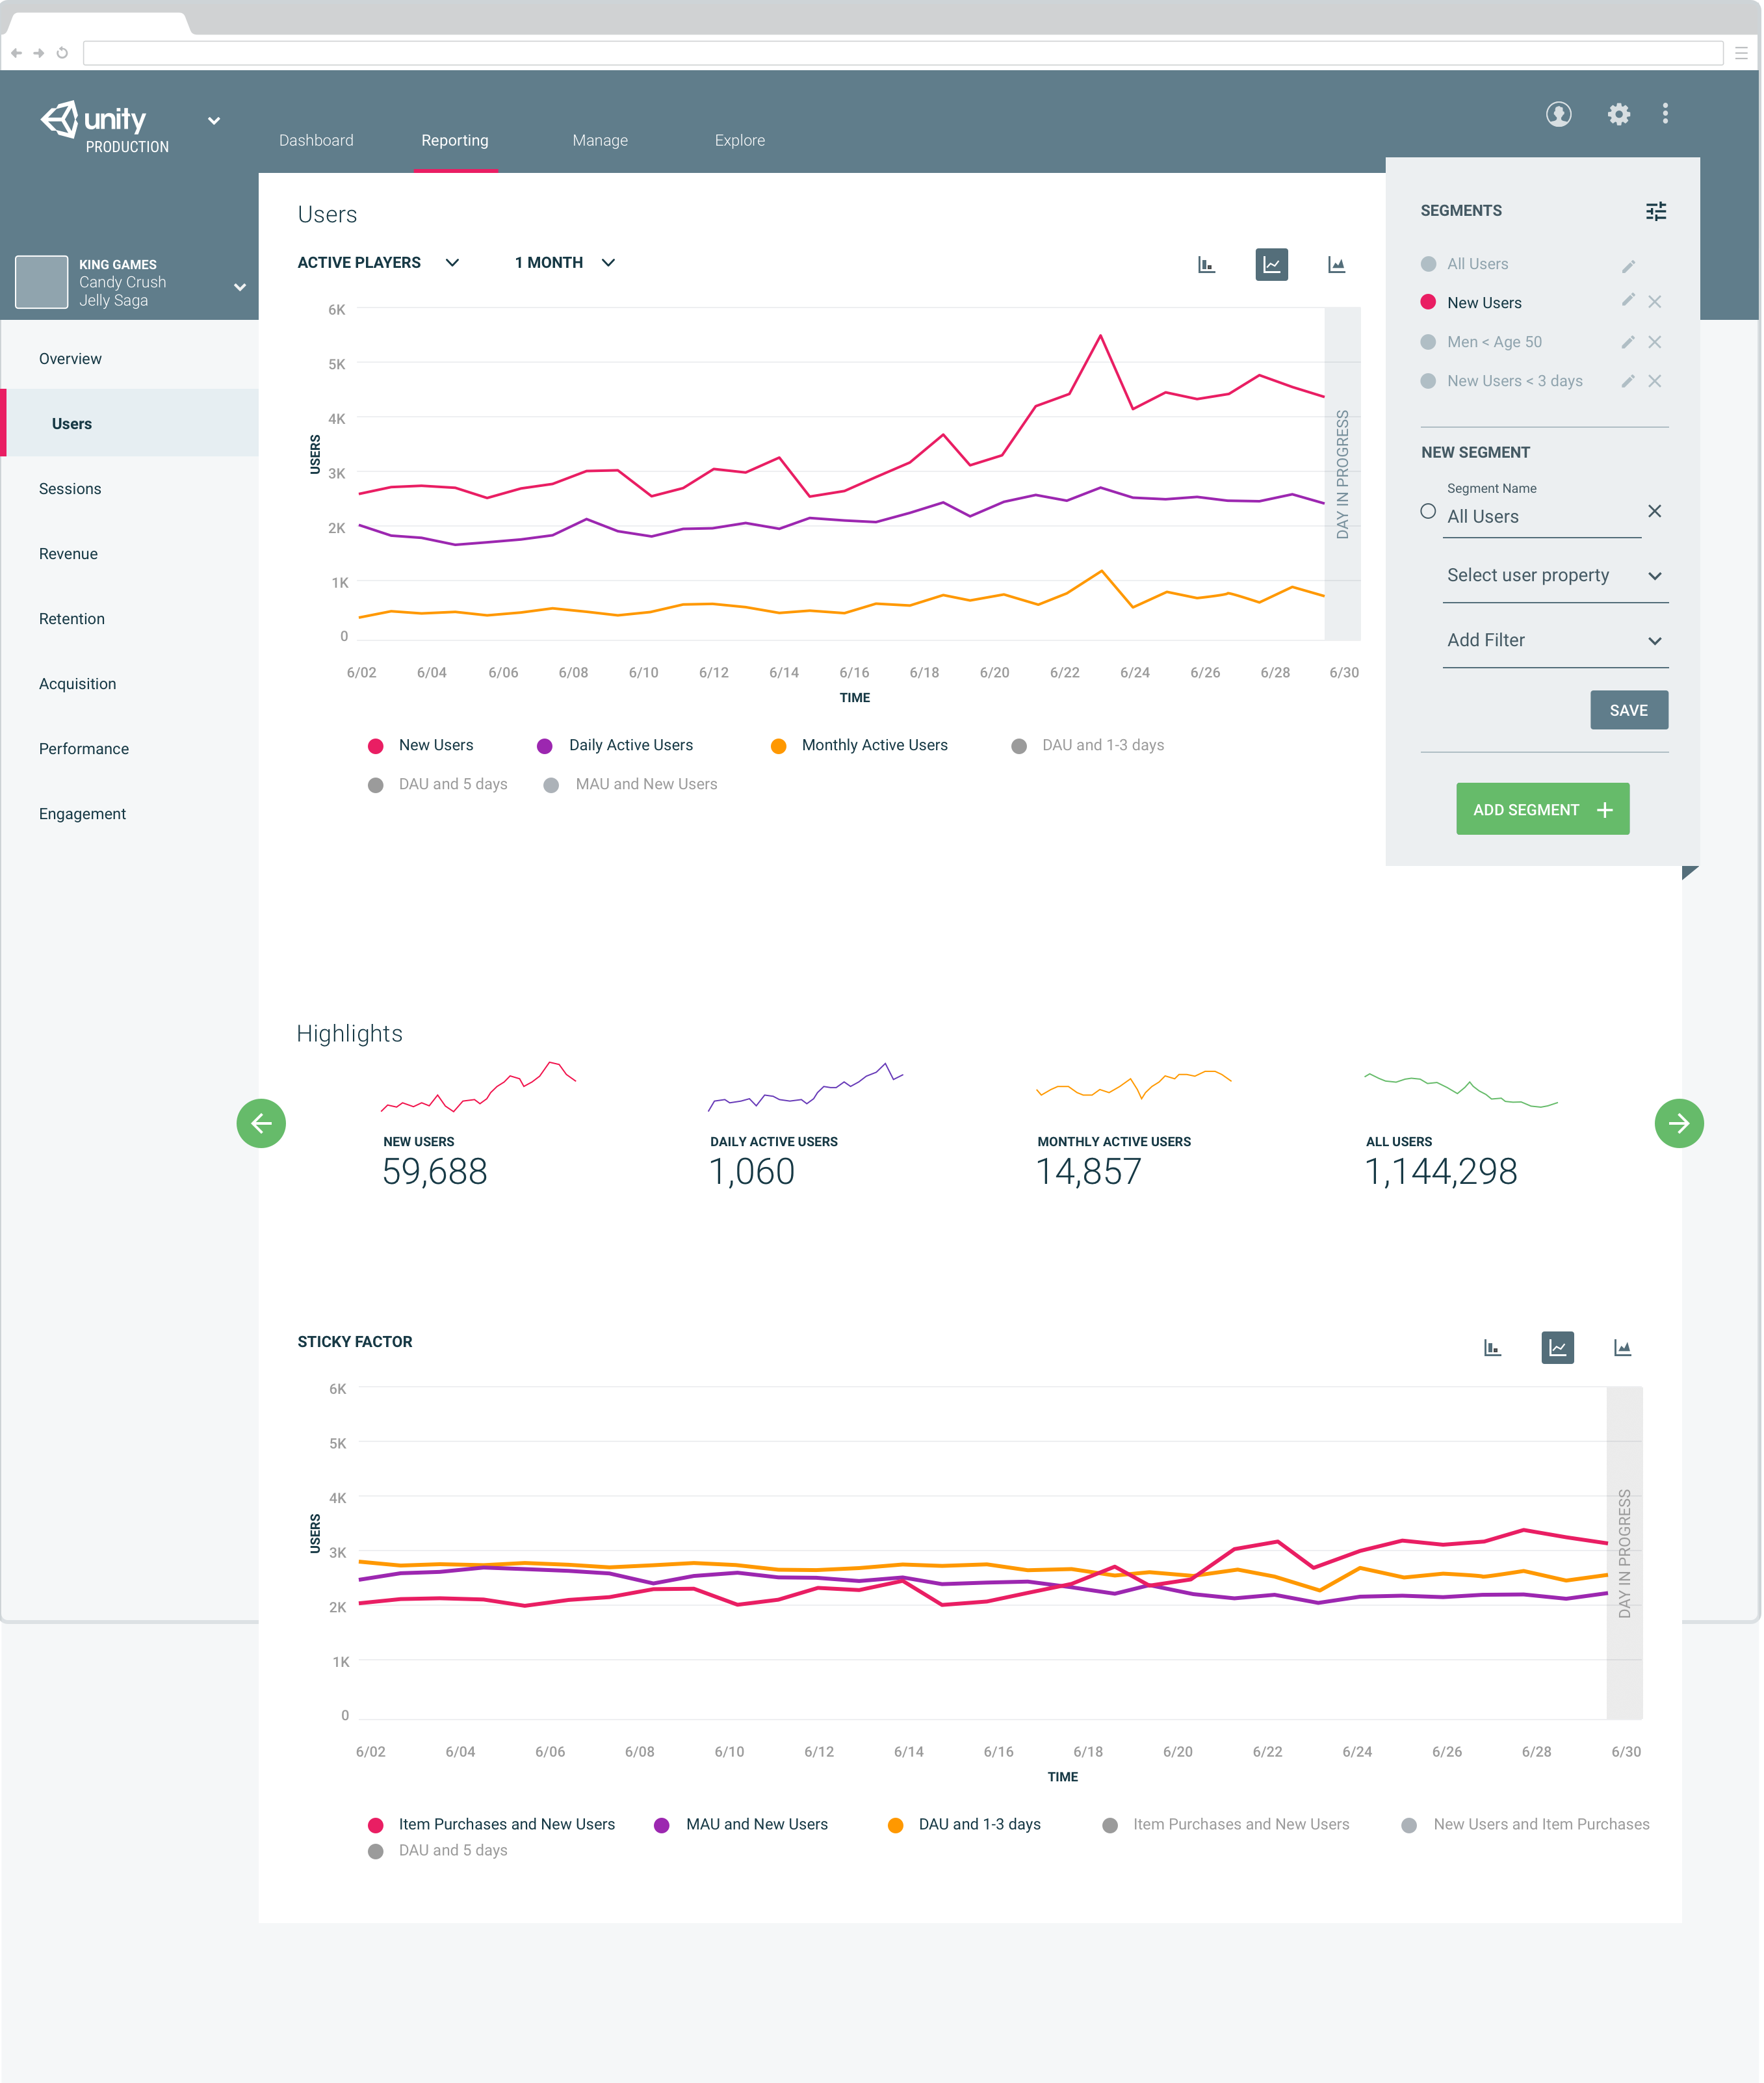 unity
PRODUCTION
Dashboard
Reporting
Manage
Explore
KING GAMES
Candy Crush
Jelly Saga
Overview
Users
Sessions
Revenue
Retention
Acquisition
Performance
Engagement
Users
ACTIVE PLAYERS
1 MONTH
6K
5K
4K
3K
2K
1K
0
USERS
DAY IN PROGRESS
6/02 6/04 6/06 6/08 6/10 6/12 6/14 6/16 6/18 6/20 6/22 6/24 6/26 6/28 6/30
TIME
New Users Daily Active Users Monthly Active Users DAU and 1-3 days
DAU and 5 days MAU and New Users
SEGMENTS
All Users
New Users
Men < Age 50
New Users < 3 days
NEW SEGMENT
Segment Name
All Users
Select user property
Add Filter
SAVE
ADD SEGMENT
Highlights
NEW USERS
59,688
DAILY ACTIVE USERS
1,060
MONTHLY ACTIVE USERS
14,857
ALL USERS
1,144,298
STICKY FACTOR
6K
5K
4K
3K
2K
1K
0
USERS
DAY IN PROGRESS
6/02 6/04 6/06 6/08 6/10 6/12 6/14 6/16 6/18 6/20 6/22 6/24 6/26 6/28 6/30
TIME
Item Purchases and New Users MAU and New Users DAU and 1-3 days Item Purchases and New Users New Users and Item Purchases
DAU and 5 days